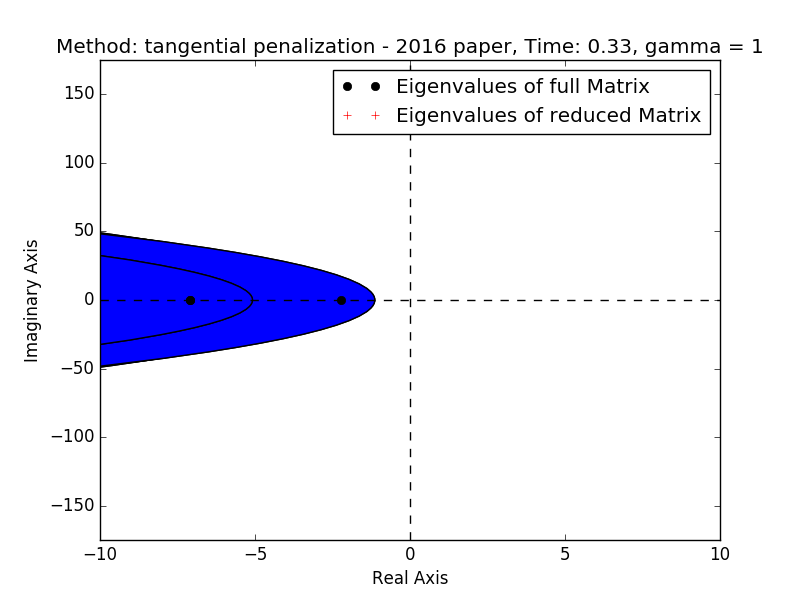 Method: tangential penalization - 2016 paper, Time: 0.33, gamma = 1
Eigenvalues of full Matrix
Eigenvalues of reduced Matrix
150
100
50
0
−50
−100
−150
−10
−5
0
5
10
Imaginary Axis
Real Axis